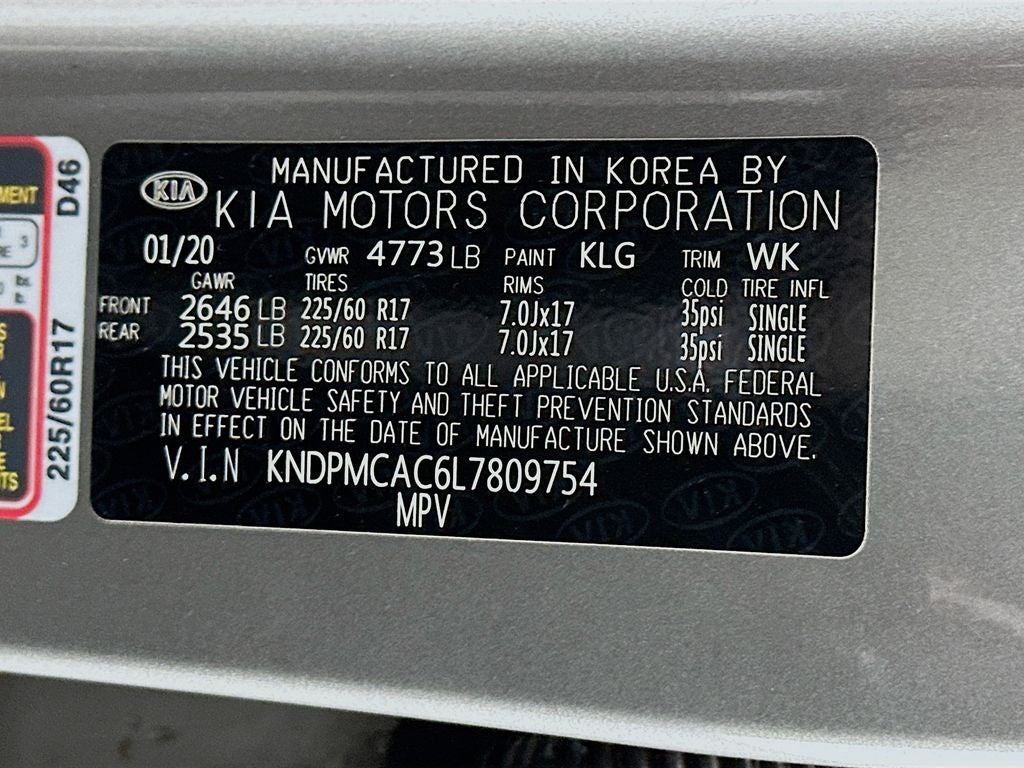 MANUFACTURED IN KOREA BY
KIA
KIA MOTORS CORPORATION
01/20 GVWR 4773 LB PAINT KLG TRIM WK
GAWR TIRES RIMS COLD TIRE INFL
FRONT 2646 LB 225/60 R17 7.0Jx17 35psi SINGLE
REAR 2535 LB 225/60 R17 7.0Jx17 35psi SINGLE
THIS VEHICLE CONFORMS TO ALL APPLICABLE U.S.A. FEDERAL
MOTOR VEHICLE SAFETY AND THEFT PREVENTION STANDARDS
IN EFFECT ON THE DATE OF MANUFACTURE SHOWN ABOVE.
V.I.N KNDPMCAC6L7809754
MPV
D46
225/60R17
3